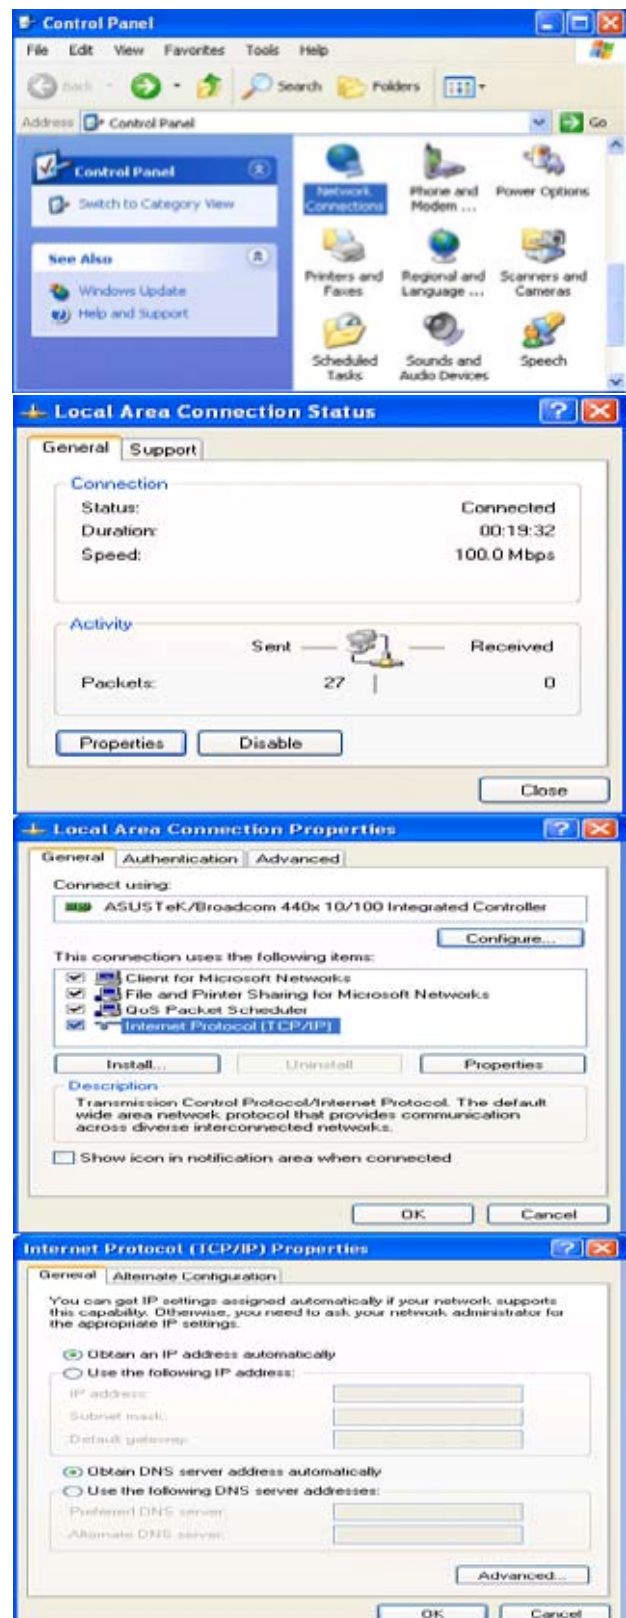 Control Panel
File Edit View Favorites Tools Help
Back Search Folders
Address Control Panel Go
Control Panel
Switch to Category View
See Also
Windows Update
Help and Support
Network Connections
Phone and Modem ...
Power Options
Printers and Faxes
Regional and Language ...
Scanners and Cameras
Scheduled Tasks
Sounds and Audio Devices
Speech
Local Area Connection Status
General Support
Connection
Status: Connected
Duration: 00:19:32
Speed: 100.0 Mbps
Activity
Sent Received
Packets: 27 0
Properties Disable
Close
Local Area Connection Properties
General Authentication Advanced
Connect using:
ASUSTeK/Broadcom 440x 10/100 Integrated Controller
Configure...
This connection uses the following items:
Client for Microsoft Networks
File and Printer Sharing for Microsoft Networks
QoS Packet Scheduler
Internet Protocol (TCP/IP)
Install... Uninstall Properties
Description
Transmission Control Protocol/Internet Protocol. The default
wide area network protocol that provides communication
across diverse interconnected networks.
Show icon in notification area when connected
OK Cancel
Internet Protocol (TCP/IP) Properties
General Alternate Configuration
You can get IP settings assigned automatically if your network supports
this capability. Otherwise, you need to ask your network administrator for
the appropriate IP settings.
Obtain an IP address automatically
Use the following IP address:
IP address:
Subnet mask:
Default gateway:
Obtain DNS server address automatically
Use the following DNS server addresses:
Preferred DNS server:
Alternate DNS server:
Advanced...
OK Cancel